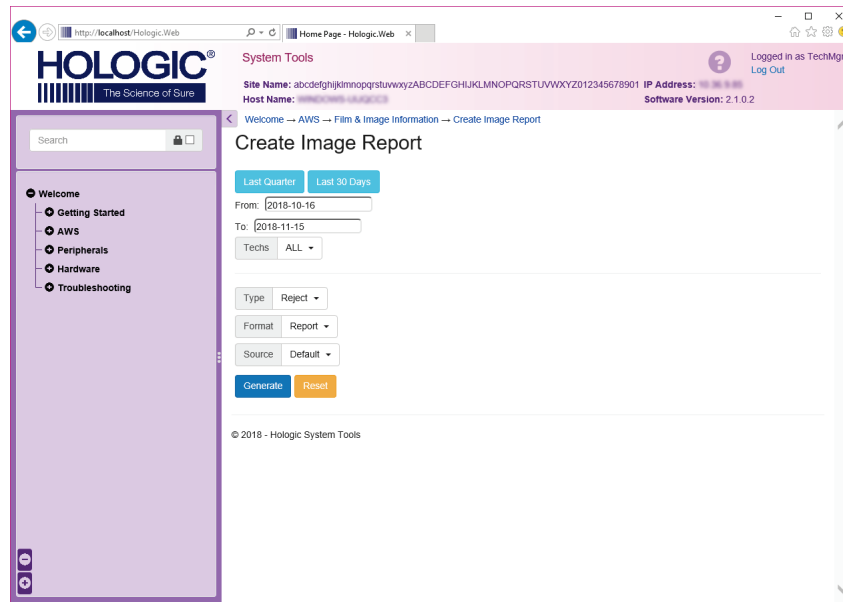 http://localhost/Hologic.Web
Home Page - Hologic.Web
HOLOGIC®
The Science of Sure
System Tools
Logged in as TechMgr
Log Out
Site Name: abcdefghijklmnopqrstuvwxyzABCDEFGHIJKLMNOPQRSTUVWXYZ012345678901 IP Address:
Host Name:
Software Version: 2.1.0.2
Search
Welcome → AWS → Film & Image Information → Create Image Report
Create Image Report
Last Quarter Last 30 Days
From: 2018-10-16
To: 2018-11-15
Techs ALL
Type Reject
Format Report
Source Default
Generate Reset
© 2018 - Hologic System Tools
Welcome
Getting Started
AWS
Peripherals
Hardware
Troubleshooting